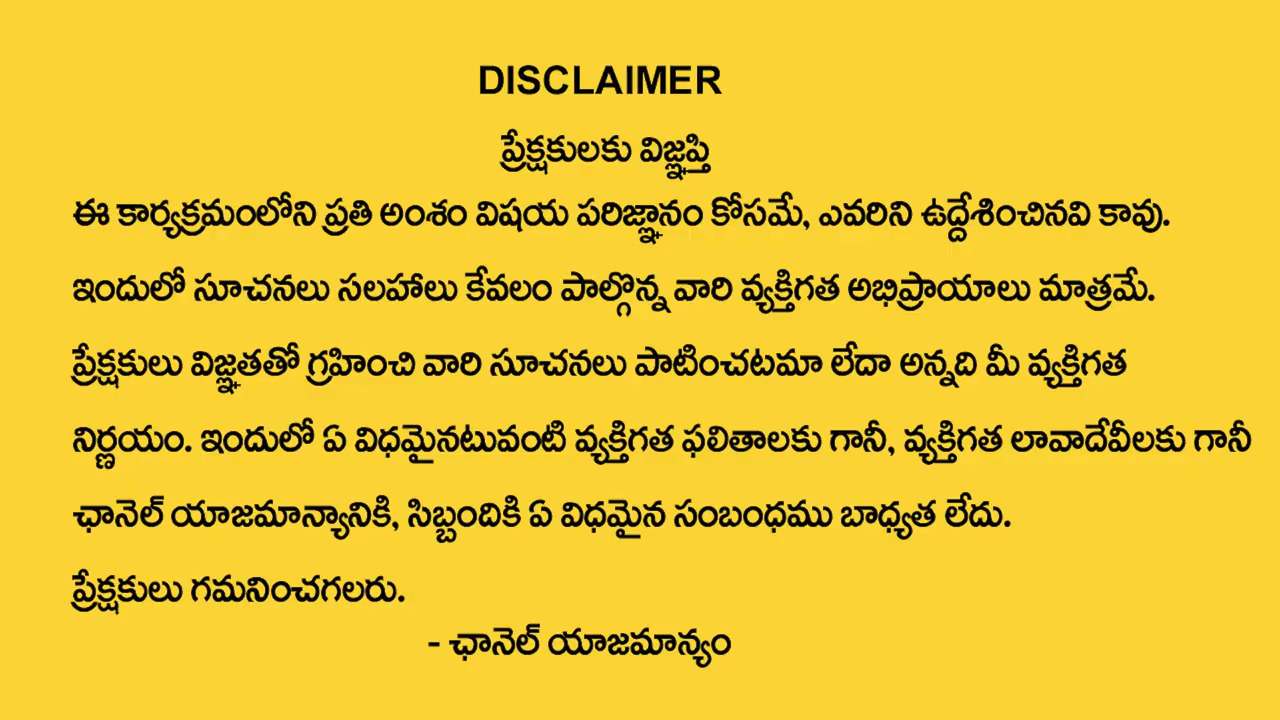 DISCLAIMER
ప్రేక్షకులకు విజ్ఞప్తి
ఈ కార్యక్రమంలోని ప్రతి అంశం విషయ పరిజ్ఞానం కోసమే, ఎవరిని ఉద్దేశించినవి కావు.
ఇందులో సూచనలు సలహాలు కేవలం పాల్గొన్న వారి వ్యక్తిగత అభిప్రాయాలు మాత్రమే.
ప్రేక్షకులు విజ్ఞతతో గ్రహించి వారి సూచనలు పాటించటమా లేదా అన్నది మీ వ్యక్తిగత
నిర్ణయం. ఇందులో ఏ విధమైనటువంటి వ్యక్తిగత ఫలితాలకు గానీ, వ్యక్తిగత లావాదేవీలకు గానీ
ఛానెల్ యాజమాన్యానికి, సిబ్బందికి ఏ విధమైన సంబంధము బాధ్యత లేదు.
ప్రేక్షకులు గమనించగలరు.
- ఛానెల్ యాజమాన్యం